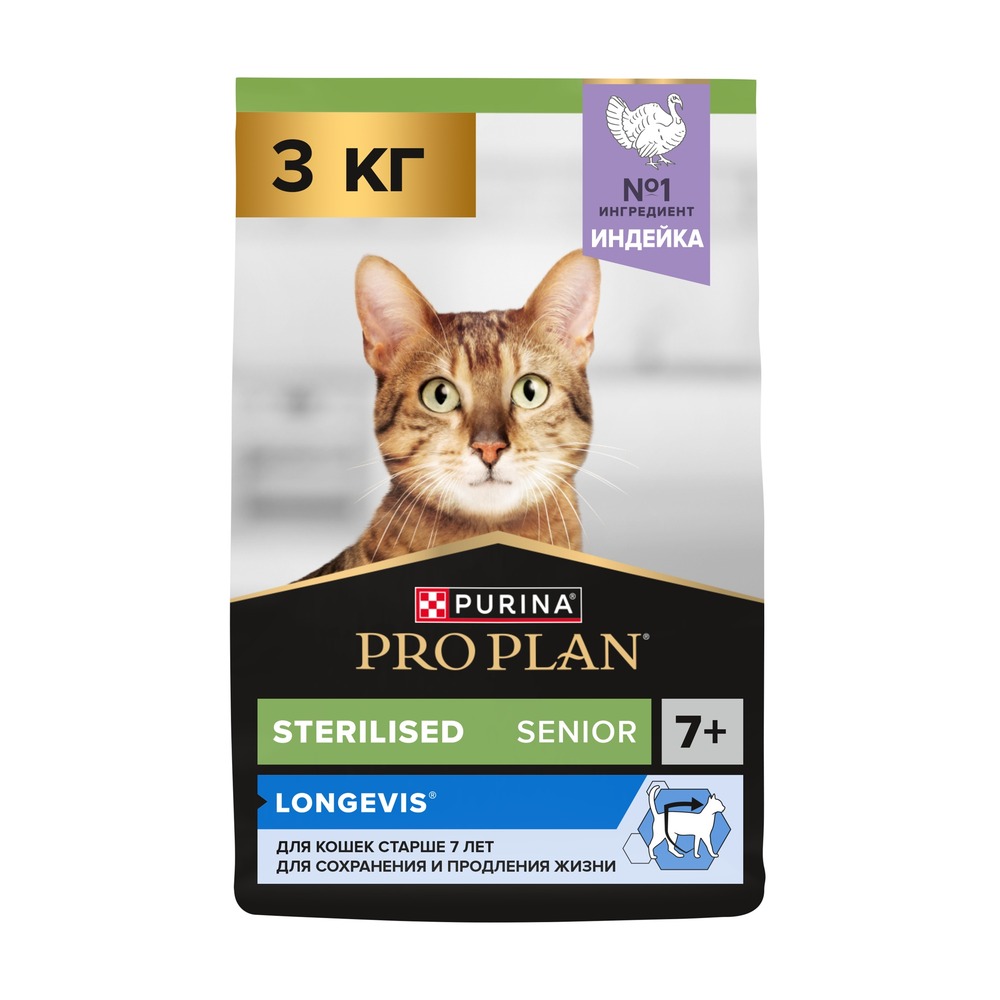 3 КГ
№1
ИНГРЕДИЕНТ
ИНДЕЙКА
PURINA®
PRO PLAN®
STERILISED SENIOR 7+
LONGEVIS®
ДЛЯ КОШЕК СТАРШЕ 7 ЛЕТ
ДЛЯ СОХРАНЕНИЯ И ПРОДЛЕНИЯ ЖИЗНИ